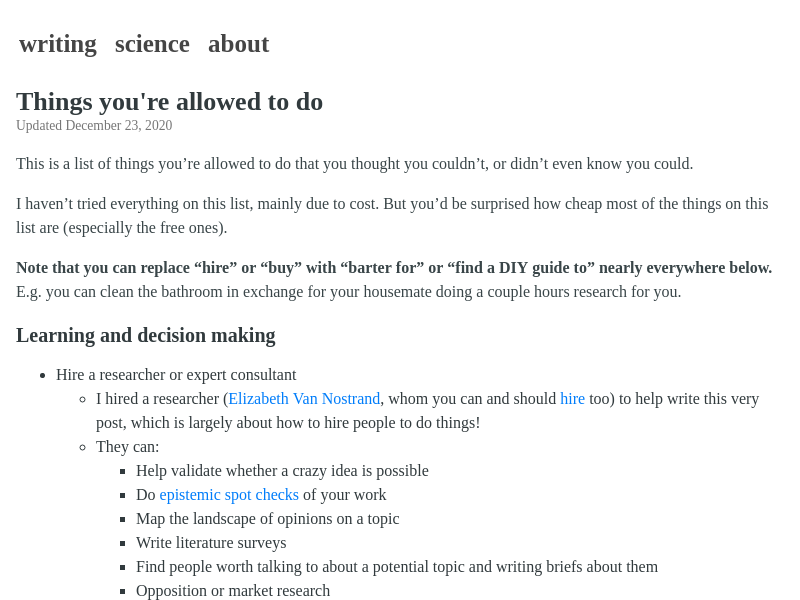 writing science about
Things you're allowed to do
Updated December 23, 2020
This is a list of things you’re allowed to do that you thought you couldn’t, or didn’t even know you could.
I haven’t tried everything on this list, mainly due to cost. But you’d be surprised how cheap most of the things on this
list are (especially the free ones).
Note that you can replace “hire” or “buy” with “barter for” or “find a DIY guide to” nearly everywhere below.
E.g. you can clean the bathroom in exchange for your housemate doing a couple hours research for you.
Learning and decision making
Hire a researcher or expert consultant
I hired a researcher (Elizabeth Van Nostrand, whom you can and should hire too) to help write this very
post, which is largely about how to hire people to do things!
They can:
Help validate whether a crazy idea is possible
Do epistemic spot checks of your work
Map the landscape of opinions on a topic
Write literature surveys
Find people worth talking to about a potential topic and writing briefs about them
Opposition or market research